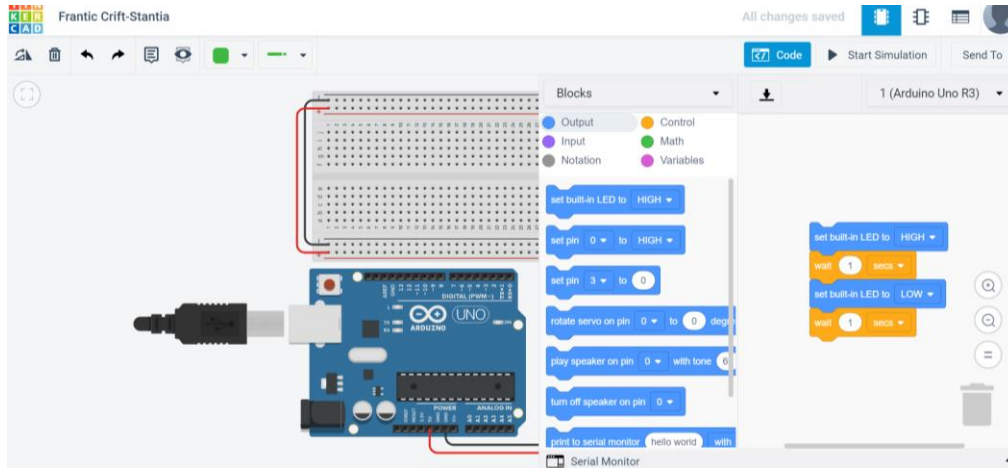 TIN
KER
CAD
Frantic Crift-Stantia
All changes saved
Code
Start Simulation
Send To
Blocks
1 (Arduino Uno R3)
Output
Control
Input
Math
Notation
Variables
set built-in LED to HIGH
set pin 0 to HIGH
set pin 3 to 0
rotate servo on pin 0 to 0 degr
play speaker on pin 0 with tone 6
turn off speaker on pin 0
print to serial monitor hello world with
set built-in LED to HIGH
wait 1 secs
set built-in LED to LOW
wait 1 secs
DIGITAL (PWM~)
UNO
ARDUINO
POWER
ANALOG IN
Serial Monitor